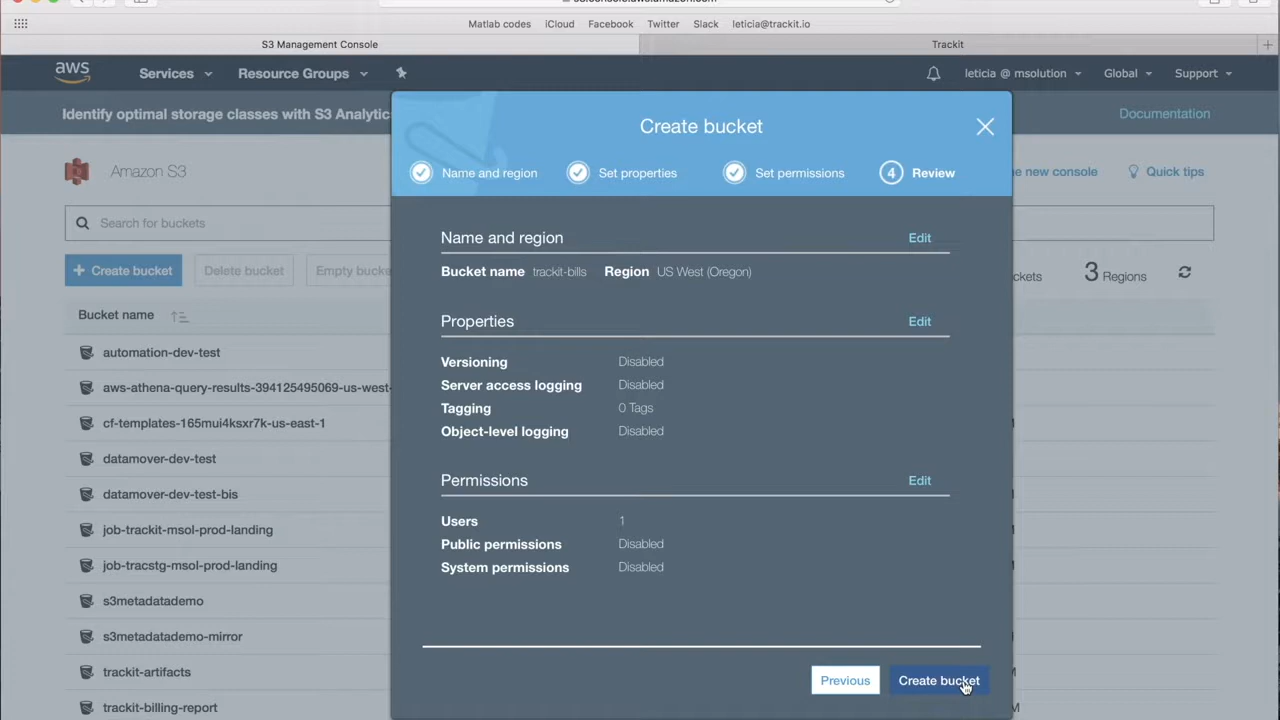 Matlab codes iCloud Facebook Twitter Slack leticia@trackit.io
S3 Management Console Trackit
aws Services Resource Groups leticia @ msolution Global Support
Identify optimal storage classes with S3 Analytic Documentation
Create bucket
Name and region Set properties Set permissions 4 Review
Amazon S3 e new console Quick tips
Search for buckets
Name and region Edit
Create bucket Delete bucket Empty bucke
Bucket name trackit-bills Region US West (Oregon)
ckets 3 Regions
Bucket name
Properties Edit
automation-dev-test
Versioning Disabled
aws-athena-query-results-394125495069-us-west-
Server access logging Disabled
Tagging 0 Tags
cf-templates-165mui4ksxr7k-us-east-1
Object-level logging Disabled
datamover-dev-test
Permissions Edit
datamover-dev-test-bis
Users 1
job-trackit-msol-prod-landing
Public permissions Disabled
job-tracstg-msol-prod-landing
System permissions Disabled
s3metadatademo
s3metadatademo-mirror
trackit-artifacts
Previous Create bucket
trackit-billing-report